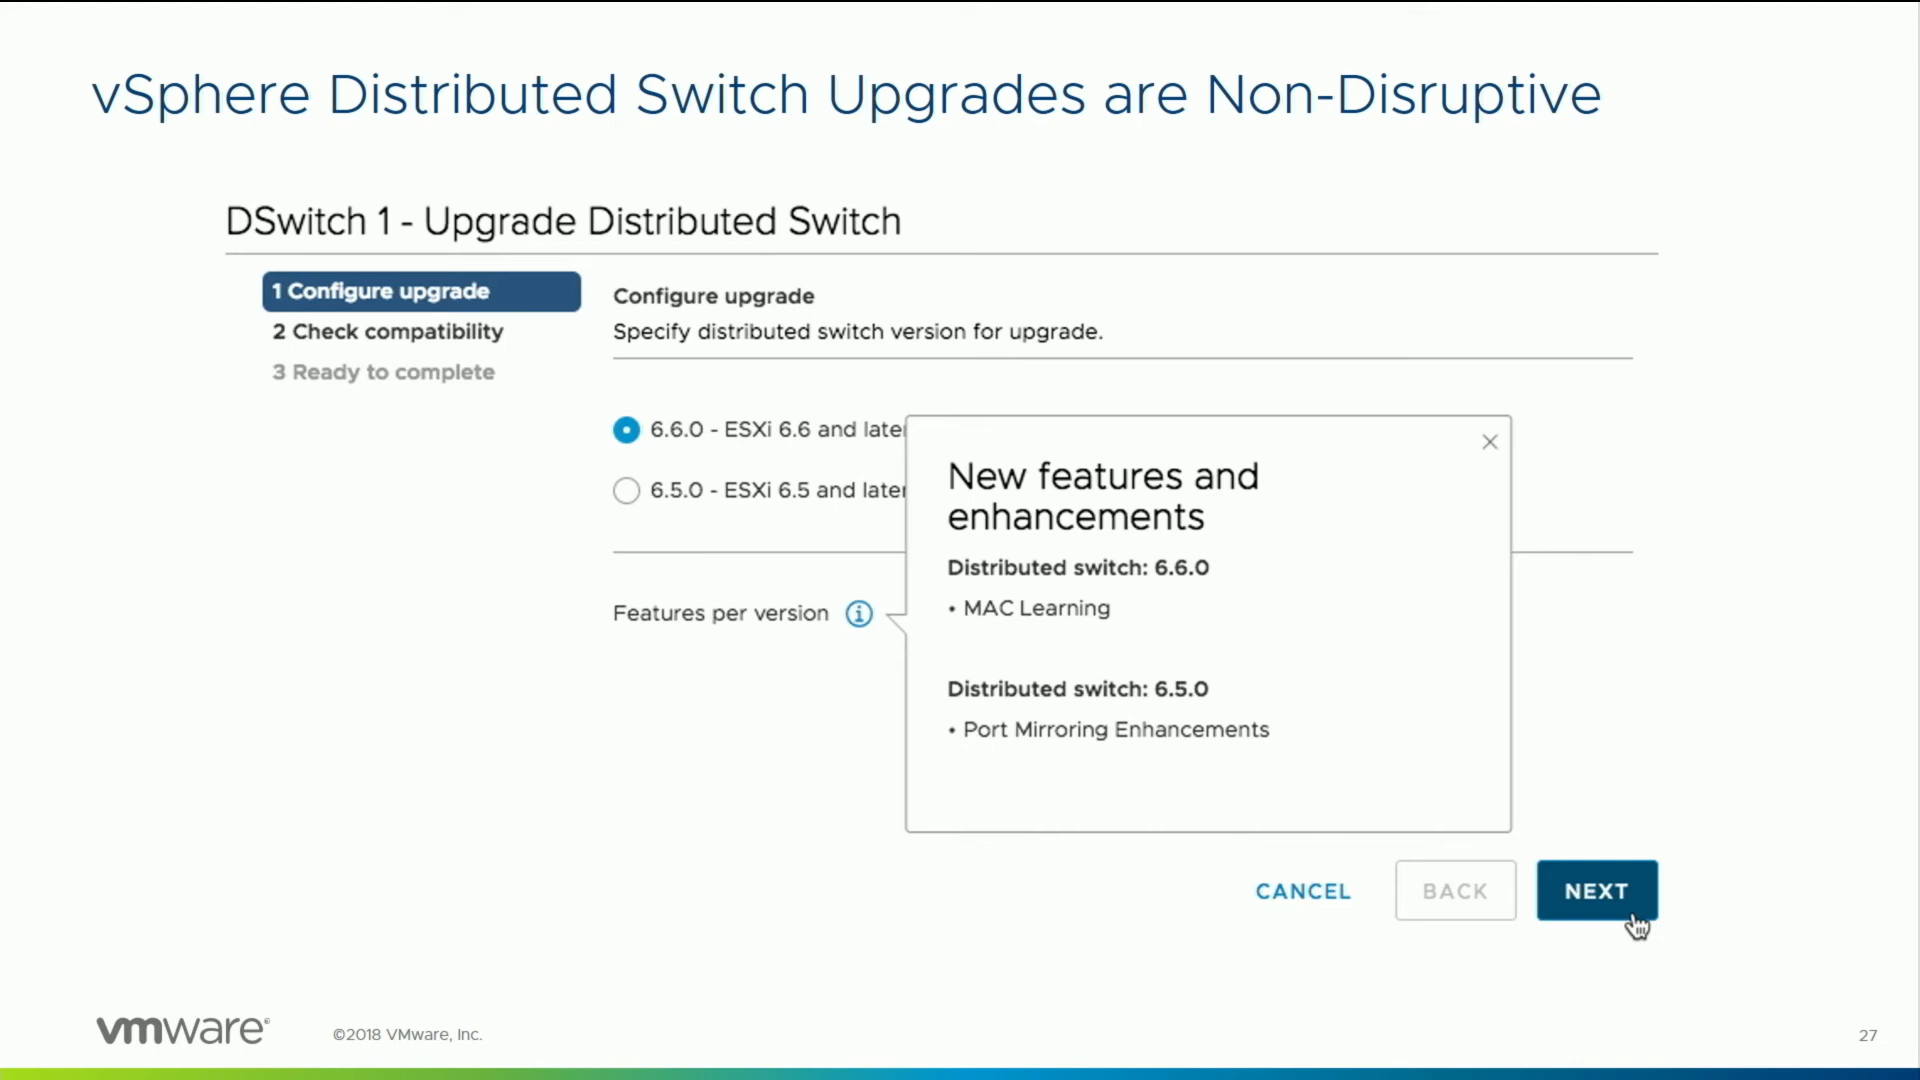 vSphere Distributed Switch Upgrades are Non-Disruptive
DSwitch 1 - Upgrade Distributed Switch
1 Configure upgrade
2 Check compatibility
3 Ready to complete
Configure upgrade
Specify distributed switch version for upgrade.
6.6.0 - ESXi 6.6 and later
6.5.0 - ESXi 6.5 and later
Features per version
New features and
enhancements
Distributed switch: 6.6.0
• MAC Learning
Distributed switch: 6.5.0
• Port Mirroring Enhancements
CANCEL
BACK
NEXT
vmware®
©2018 VMware, Inc.
27